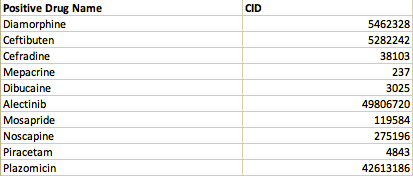 Positive Drug Name CID
Diamorphine 5462328
Ceftibuten 5282242
Cefradine 38103
Mepacrine 237
Dibucaine 3025
Alectinib 49806720
Mosapride 119584
Noscapine 275196
Piracetam 4843
Plazomicin 42613186